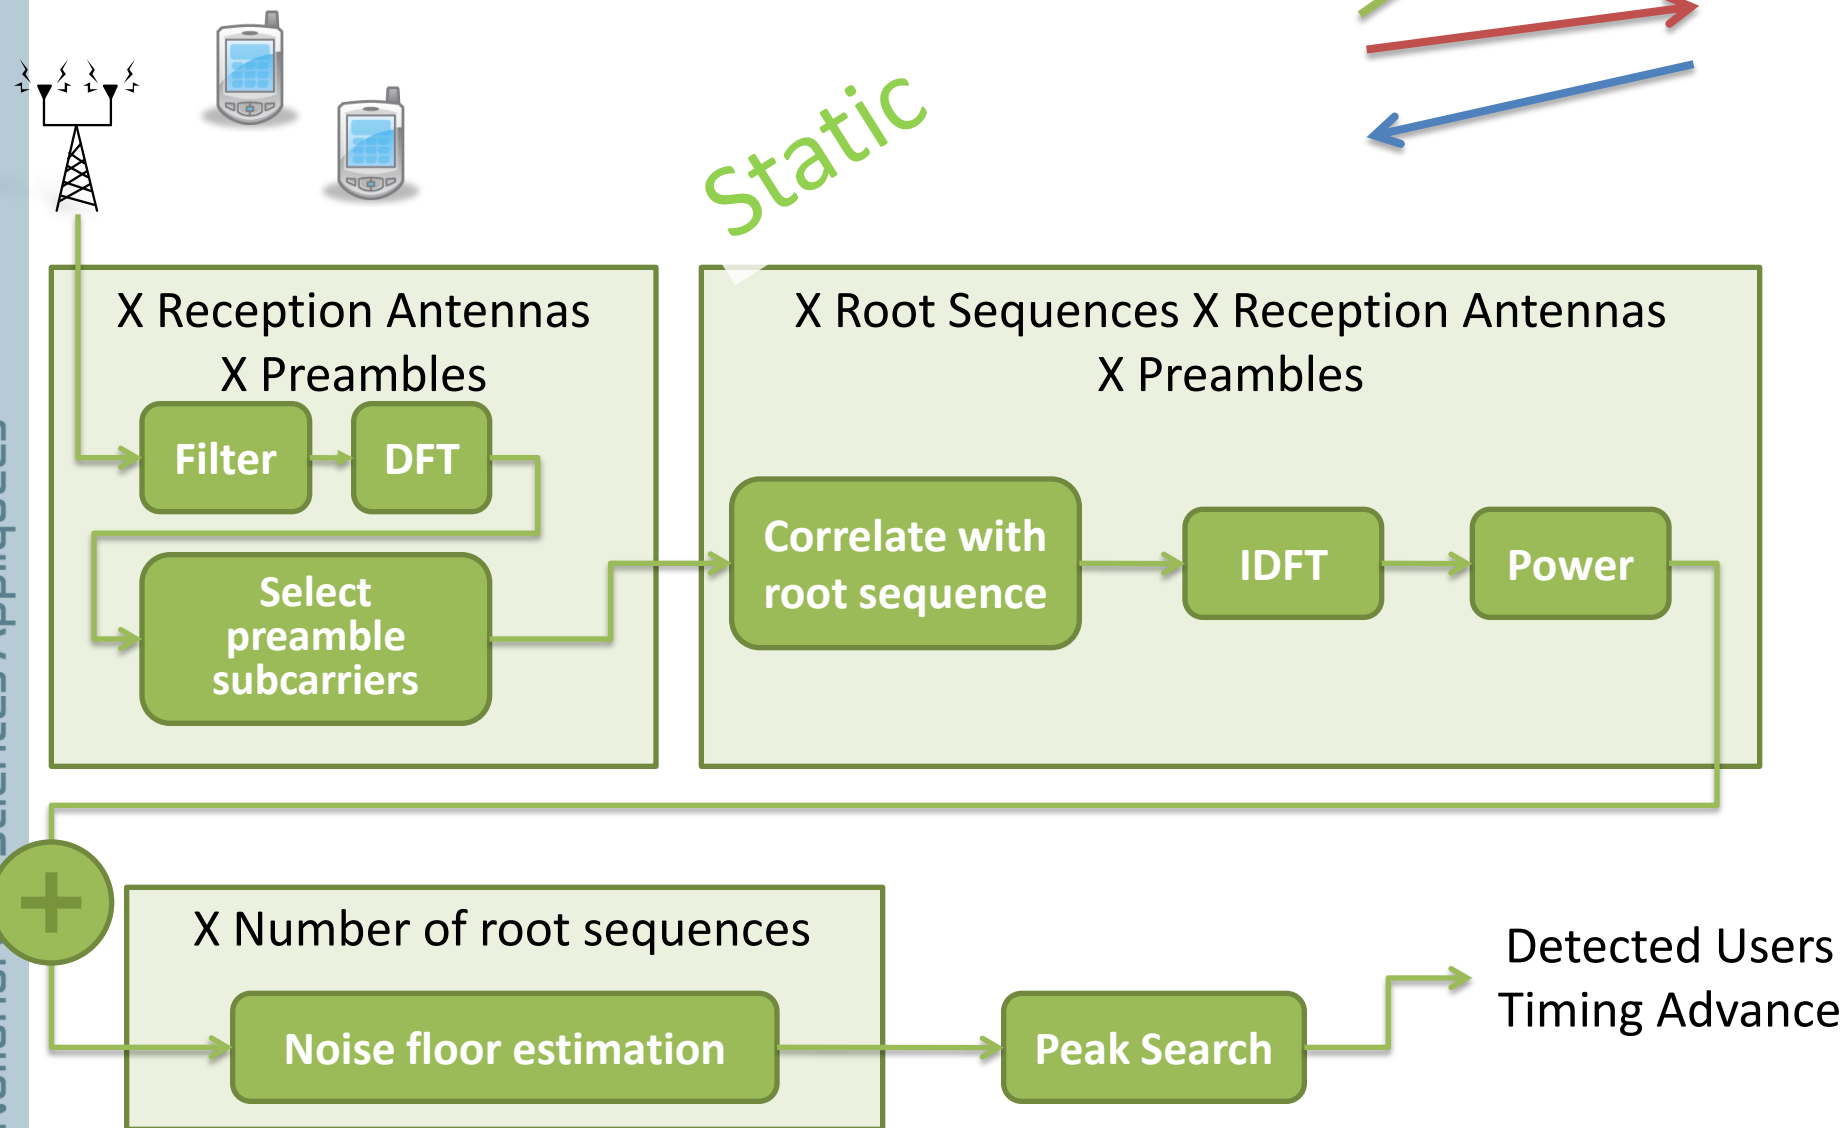 Static
X Reception Antennas
X Preambles
Filter
DFT
Select
preamble
subcarriers
X Root Sequences X Reception Antennas
X Preambles
Correlate with
root sequence
IDFT
Power
+
X Number of root sequences
Noise floor estimation
Peak Search
Detected Users
Timing Advance